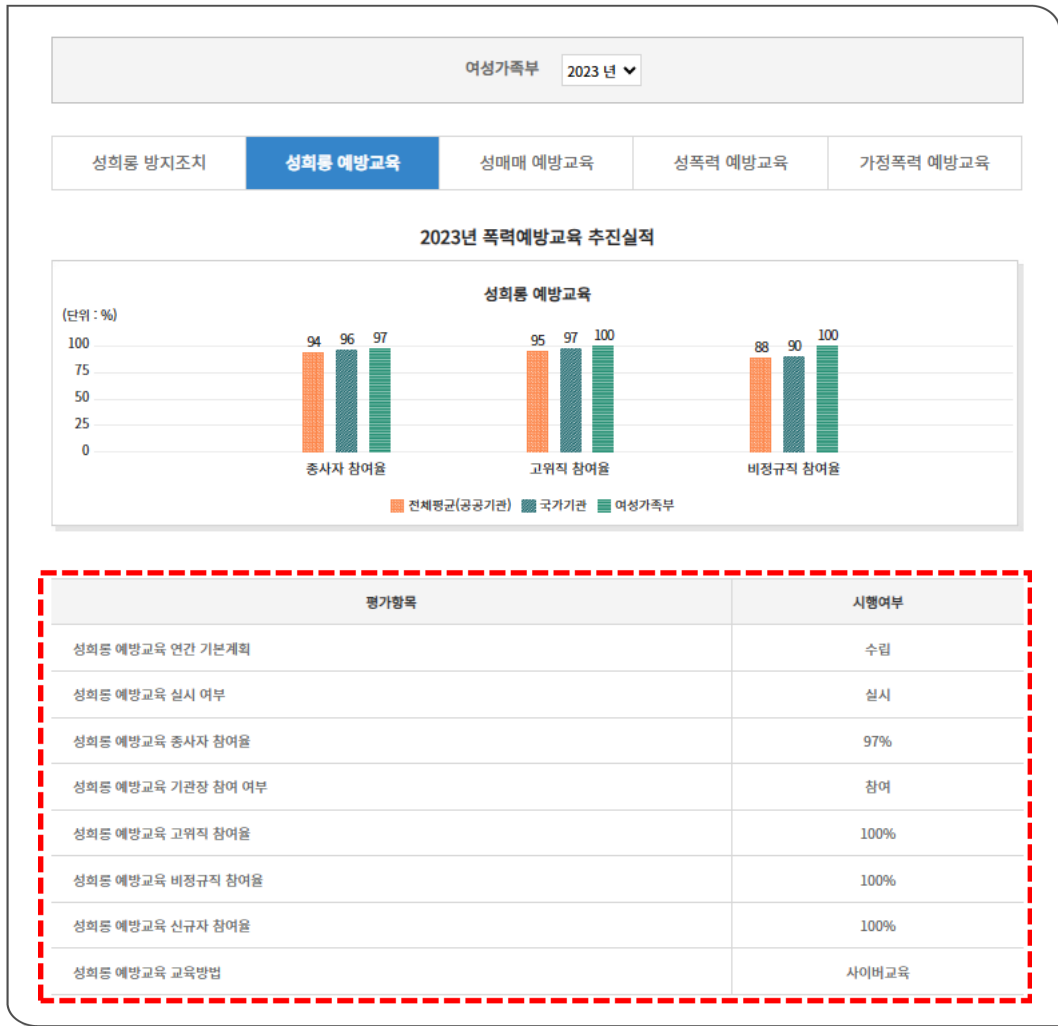 여성가족부 2023 년
성희롱 방지조치 성희롱 예방교육 성매매 예방교육 성폭력 예방교육 가정폭력 예방교육
2023년 폭력예방교육 추진실적
성희롱 예방교육
(단위 : %)
100
75
50
25
0
94 96 97
95 97 100
88 90 100
종사자 참여율 고위직 참여율 비정규직 참여율
전체평균(공공기관) 국가기관 여성가족부
평가항목 시행여부
성희롱 예방교육 연간 기본계획 수립
성희롱 예방교육 실시 여부 실시
성희롱 예방교육 종사자 참여율 97%
성희롱 예방교육 기관장 참여 여부 참여
성희롱 예방교육 고위직 참여율 100%
성희롱 예방교육 비정규직 참여율 100%
성희롱 예방교육 신규자 참여율 100%
성희롱 예방교육 교육방법 사이버교육